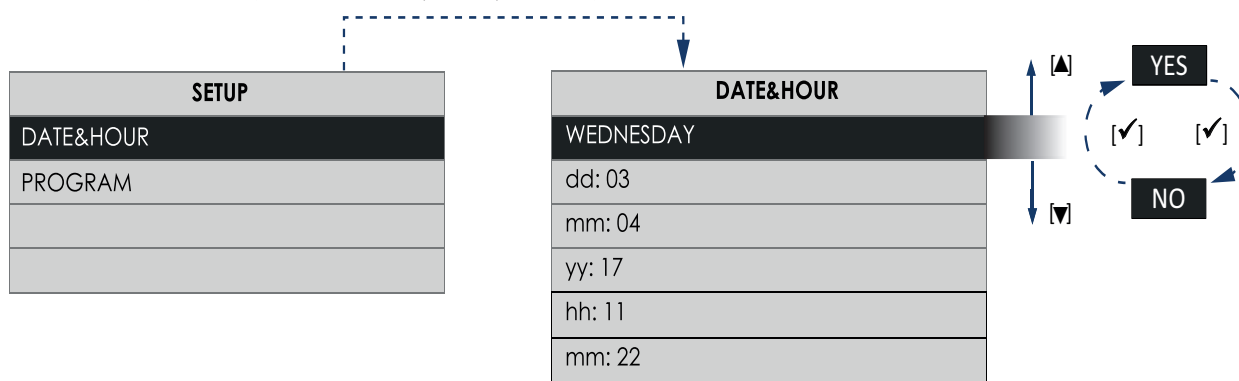 SETUP
DATE&HOUR
PROGRAM
DATE&HOUR
WEDNESDAY
dd: 03
mm: 04
yy: 17
hh: 11
mm: 22
[▲]
[▼]
YES
[✓] [✓]
NO